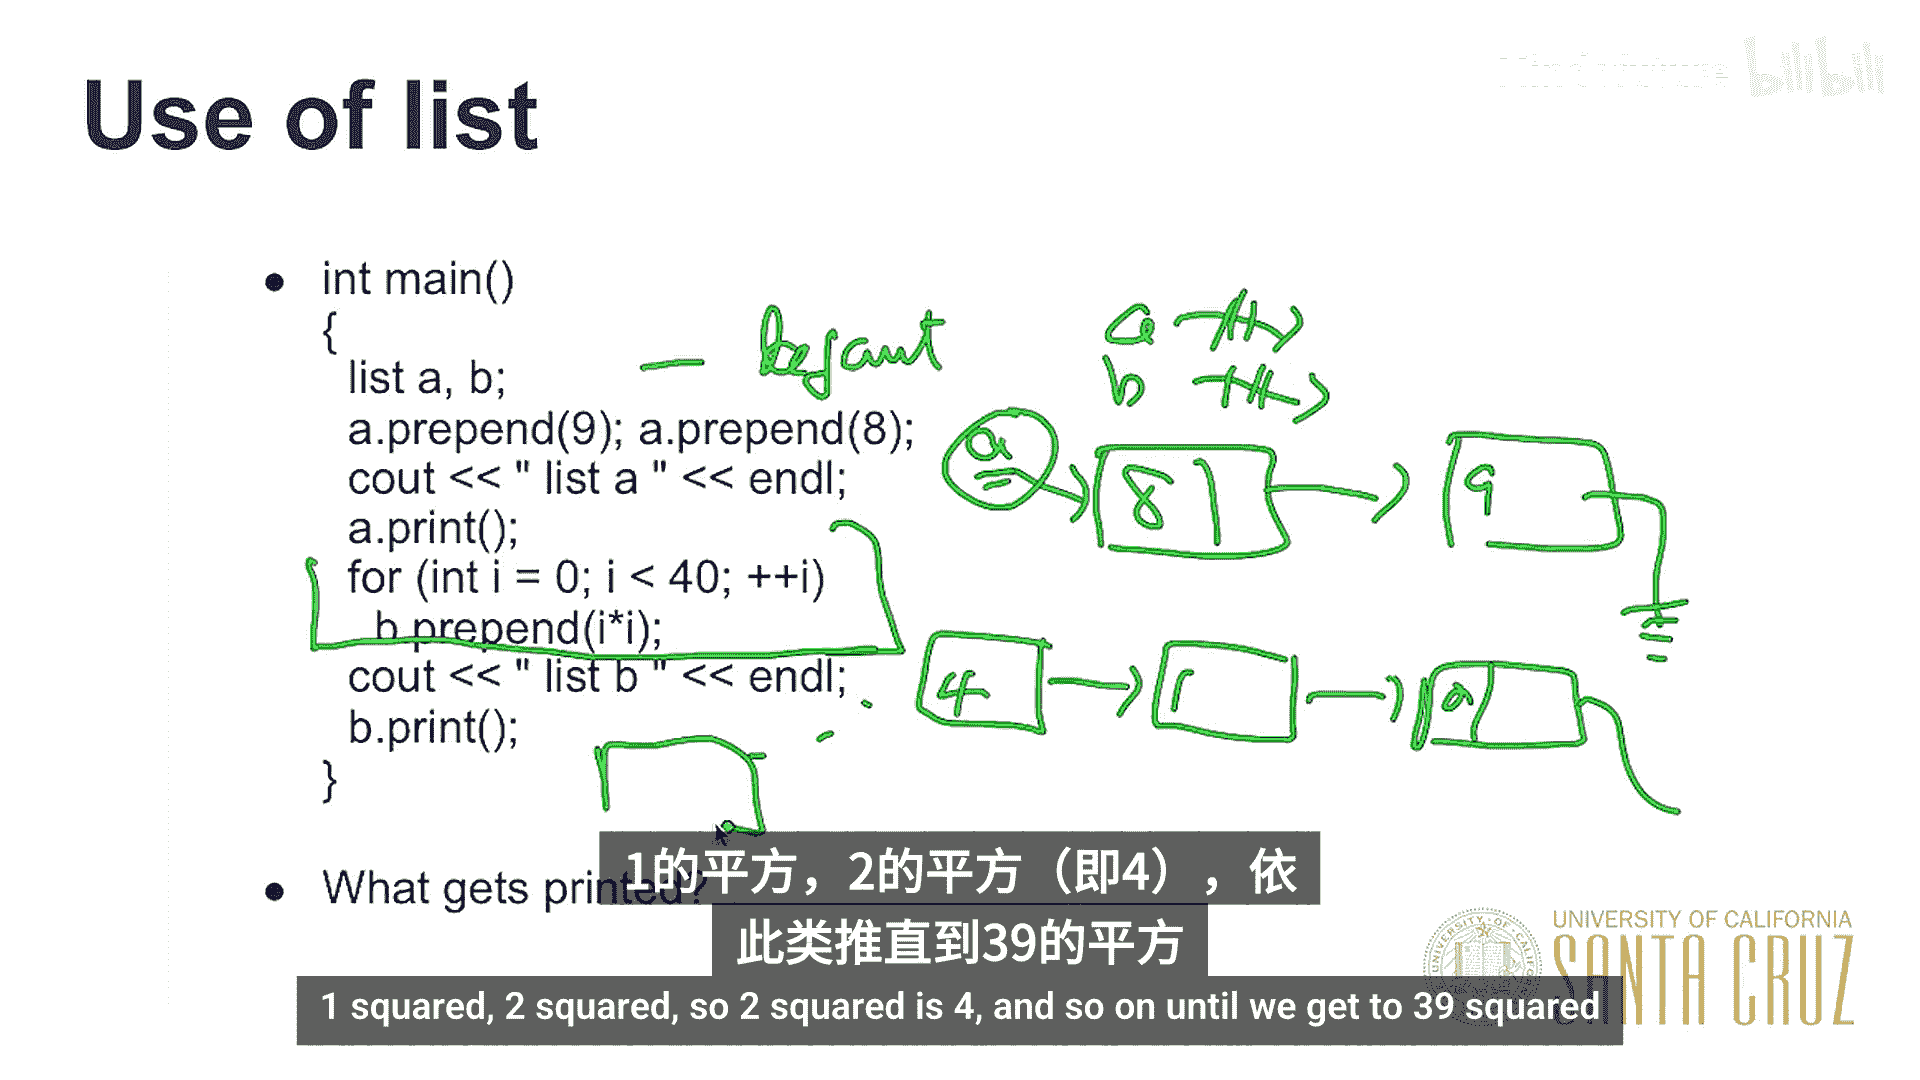 Use of list
bilibili
• int main()
{
list a, b;
a.prepend(9); a.prepend(8);
cout << " list a " << endl;
a.print();
for (int i = 0; i < 40; ++i)
b.prepend(i*i);
cout << " list b " << endl;
b.print();
}
a
b
a
8
9
4
1
• What gets printed?
1的平方，2的平方（即4），依
此类推直到39的平方
1 squared, 2 squared, so 2 squared is 4, and so on until we get to 39 squared
UNIVERSITY OF CALIFORNIA
SANTA CRUZ